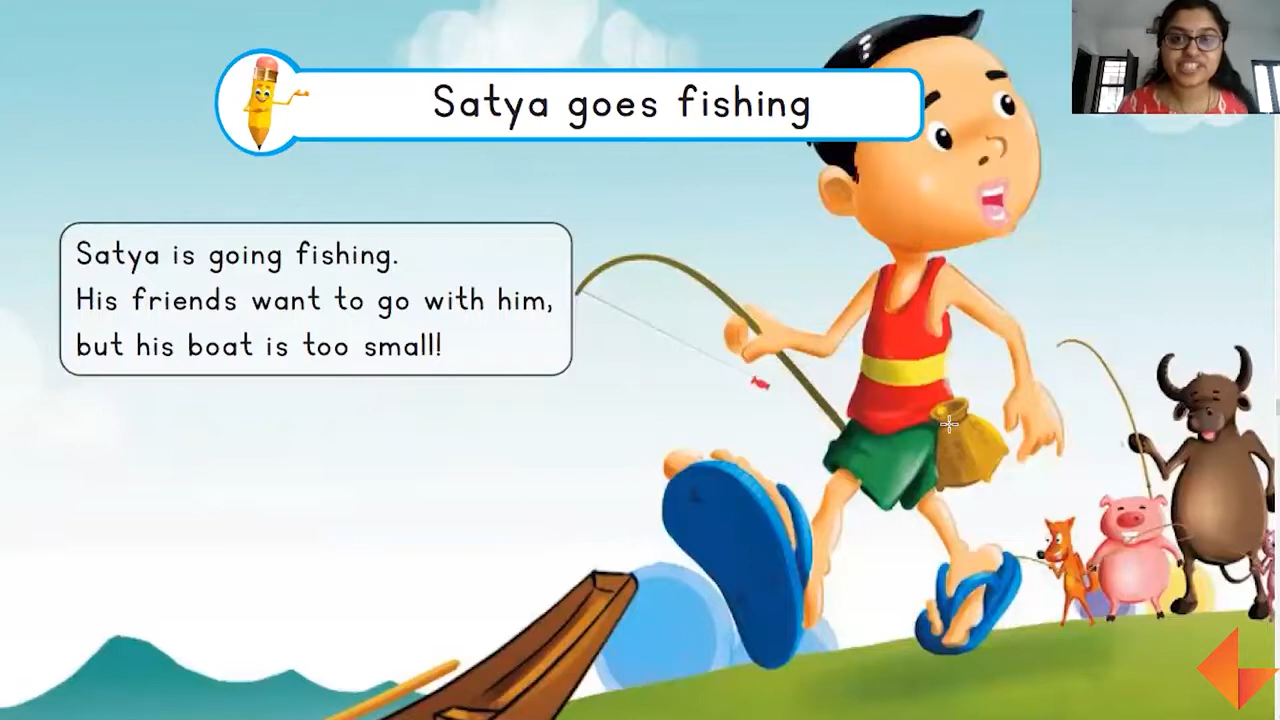 Satya goes fishing
Satya is going fishing.
His friends want to go with him,
but his boat is too small!